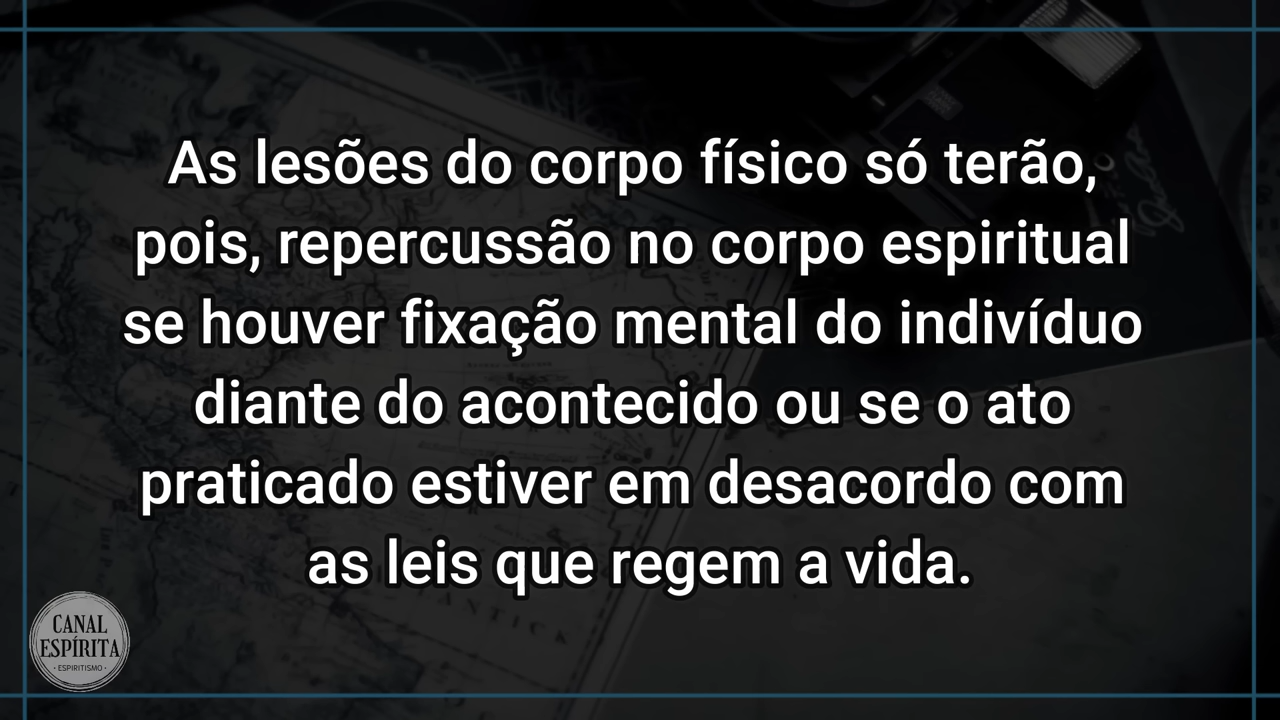 As lesões do corpo físico só terão,
pois, repercussão no corpo espiritual
se houver fixação mental do indivíduo
diante do acontecido ou se o ato
praticado estiver em desacordo com
as leis que regem a vida.
CANAL
ESPÍRITA
· ESPIRITISMO ·